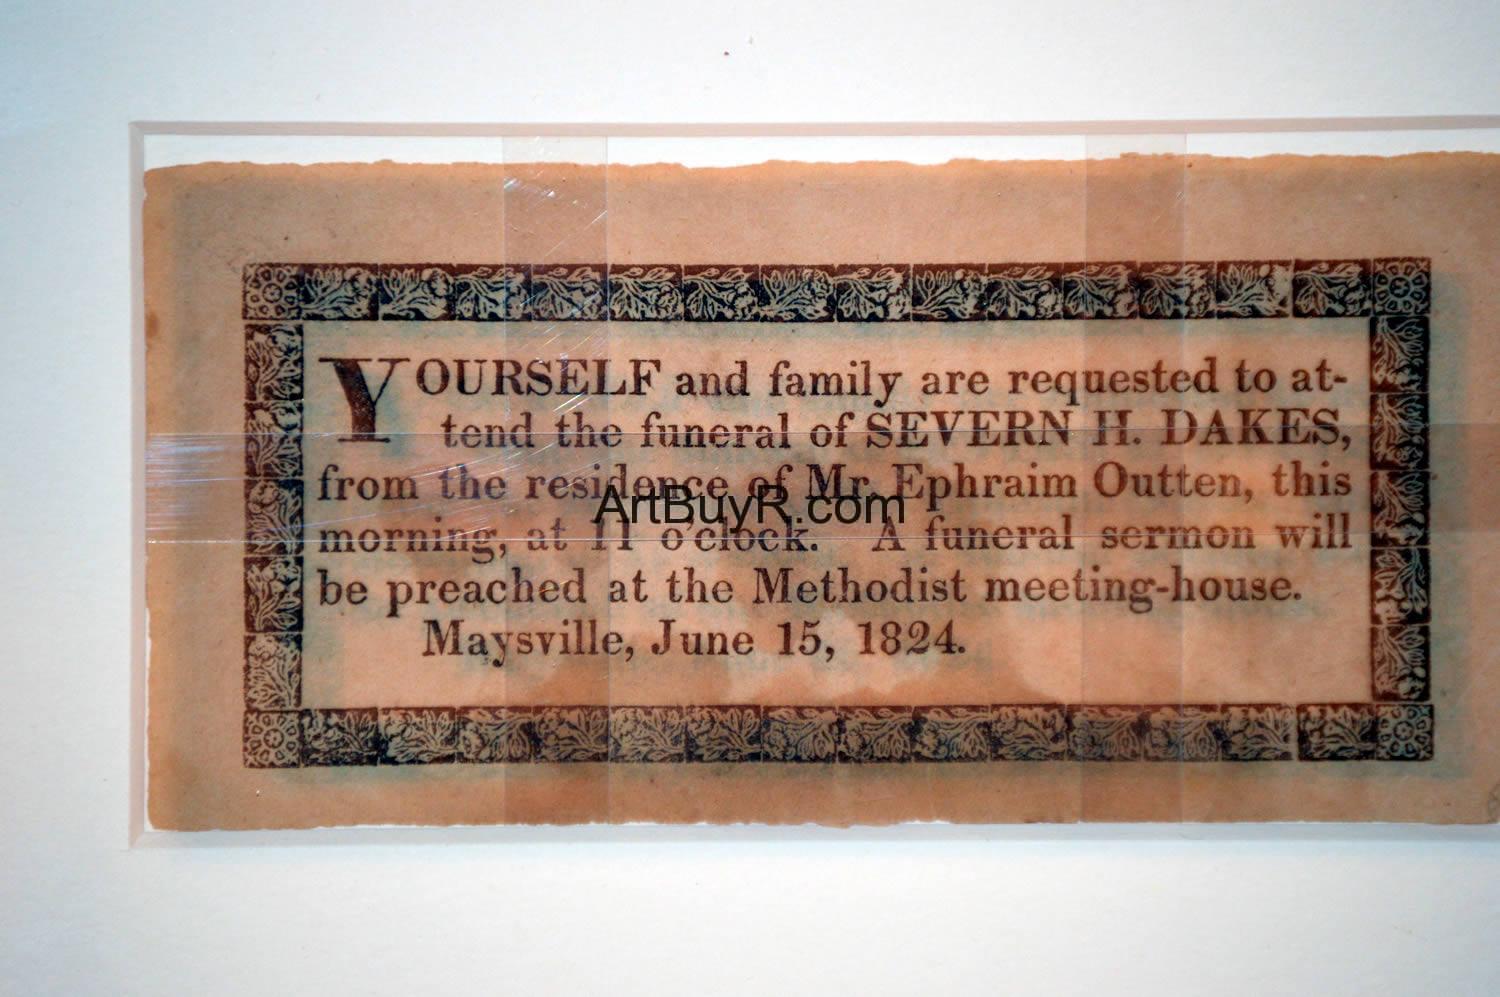 YOURSELF and family are requested to at-
tend the funeral of SEVERN H. DAKES,
from the residence of Mr. Ephraim Outten, this
morning, at 11 o'clock. A funeral sermon will
be preached at the Methodist meeting-house.
Maysville, June 15, 1824.
ArtBuyR.com